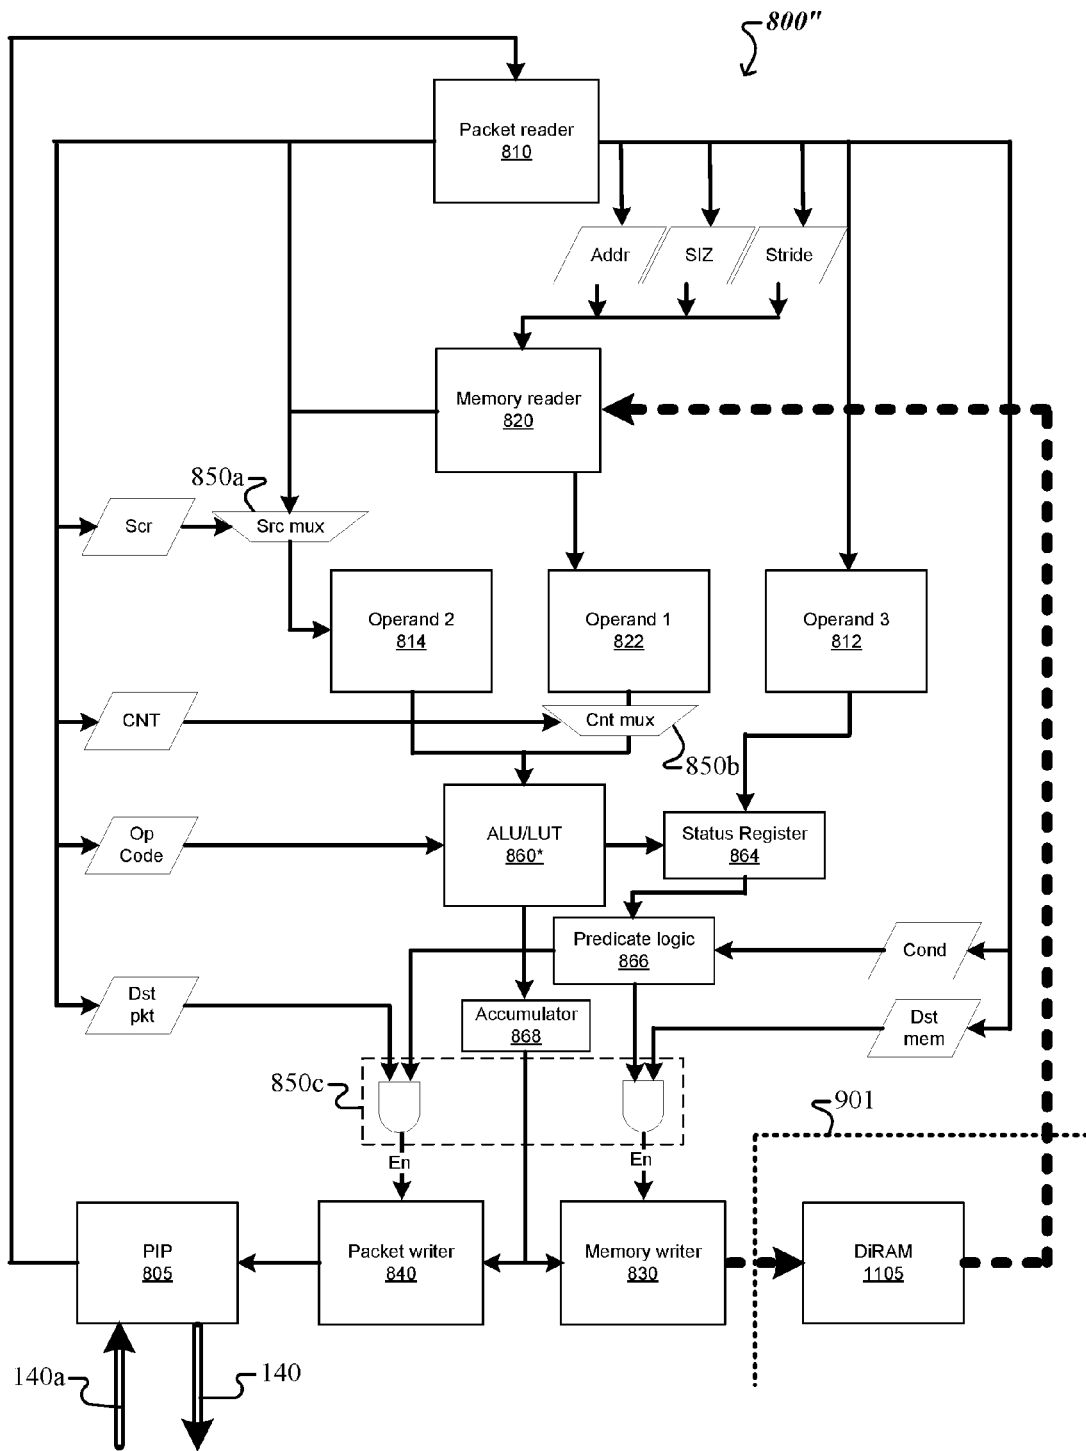 800"
Packet reader
810
Addr
SIZ
Stride
Memory reader
820
850a
Scr
Src mux
Operand 2
814
Operand 1
822
Operand 3
812
CNT
Cnt mux
850b
Op
Code
ALU/LUT
860*
Status Register
864
Predicate logic
866
Cond
Dst
pkt
Accumulator
868
Dst
mem
850c
901
En
En
PIP
805
Packet writer
840
Memory writer
830
DiRAM
1105
140a
140